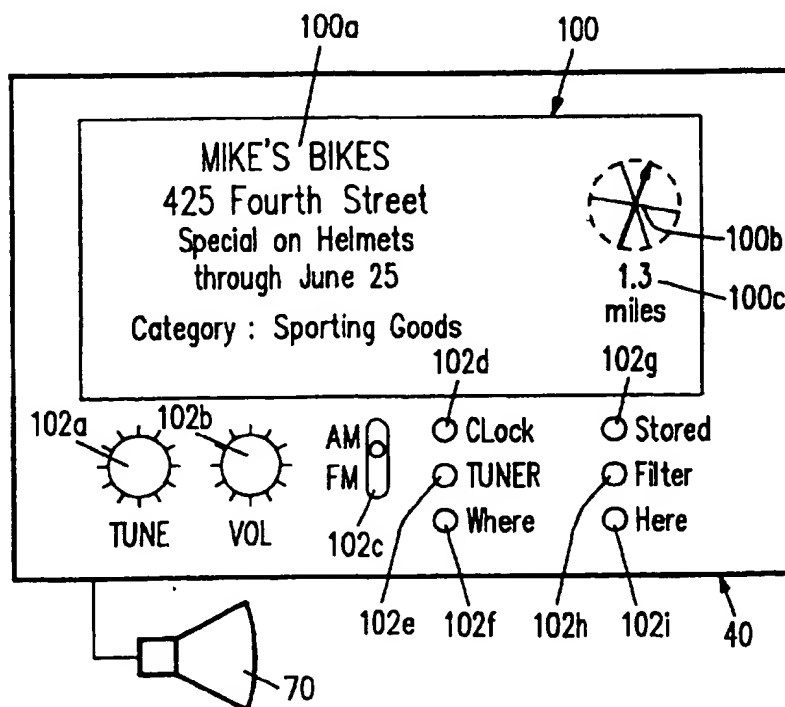 100a
100
MIKE'S BIKES
425 Fourth Street
Special on Helmets
through June 25
Category : Sporting Goods
100b
1.3
miles
100c
102a
102b
102d
102g
AM
FM
CLock
Stored
TUNER
Filter
Where
Here
TUNE
VOL
102c
102e
102f
102h
102i
40
70